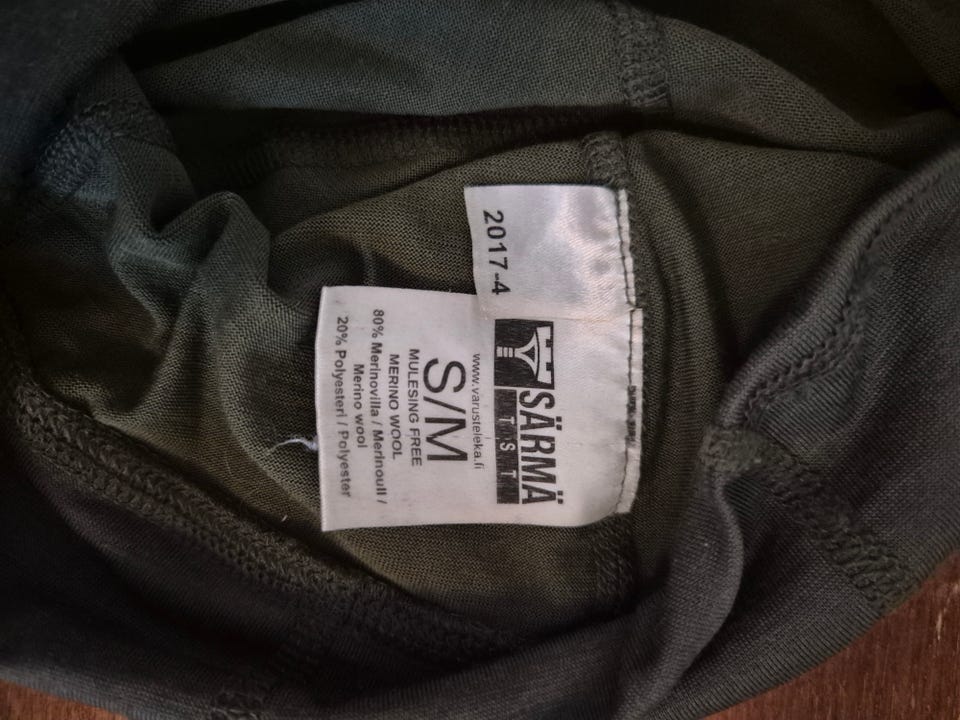 2017-4
SÄRMÄ
TST
www.varusteleka.fi
S/M
MULESING FREE
MERINO WOOL
80% Merinovilla / Merinoull /
Merino wool
20% Polyesteri / Polyester